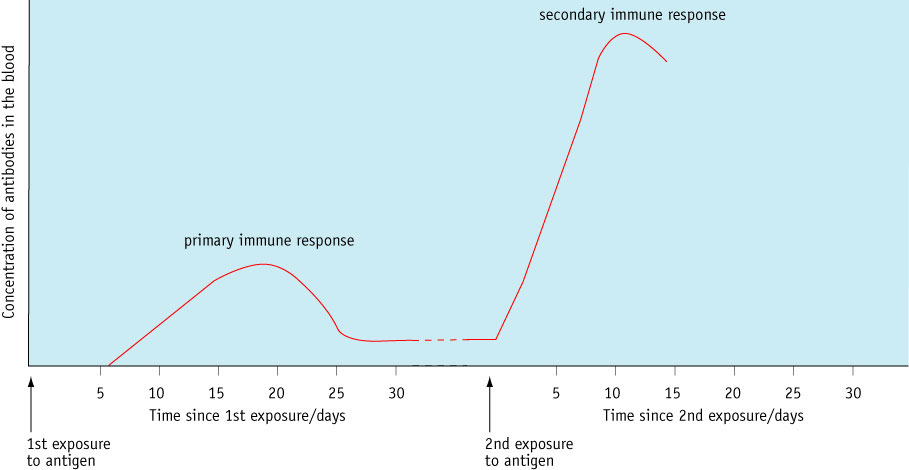 secondary immune response
Concentration of antibodies in the blood
primary immune response
5 10 15 20 25 30
5 10 15 20 25 30
Time since 1st exposure/days
Time since 2nd exposure/days
1st exposure
to antigen
2nd exposure
to antigen